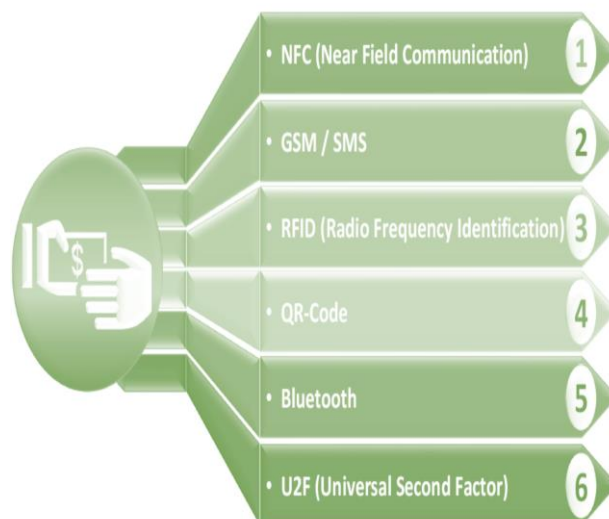 • NFC (Near Field Communication) 1
• GSM / SMS 2
• RFID (Radio Frequency Identification) 3
• QR-Code 4
• Bluetooth 5
• U2F (Universal Second Factor) 6
$